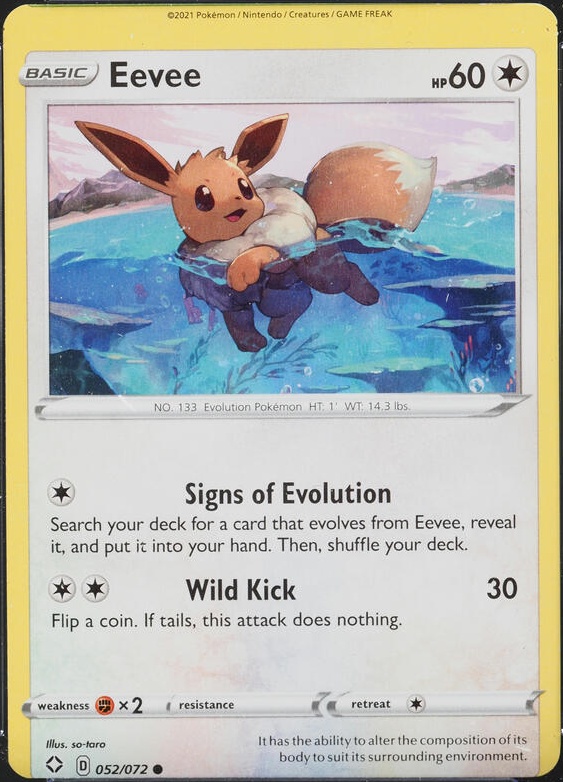 ©2021 Pokémon / Nintendo / Creatures / GAME FREAK
BASIC Eevee HP 60
NO. 133 Evolution Pokémon HT: 1' WT: 14.3 lbs.
Signs of Evolution
Search your deck for a card that evolves from Eevee, reveal
it, and put it into your hand. Then, shuffle your deck.
Wild Kick 30
Flip a coin. If tails, this attack does nothing.
weakness ×2 resistance retreat
Illus. so-taro
It has the ability to alter the composition of its
body to suit its surrounding environment.
D 052/072